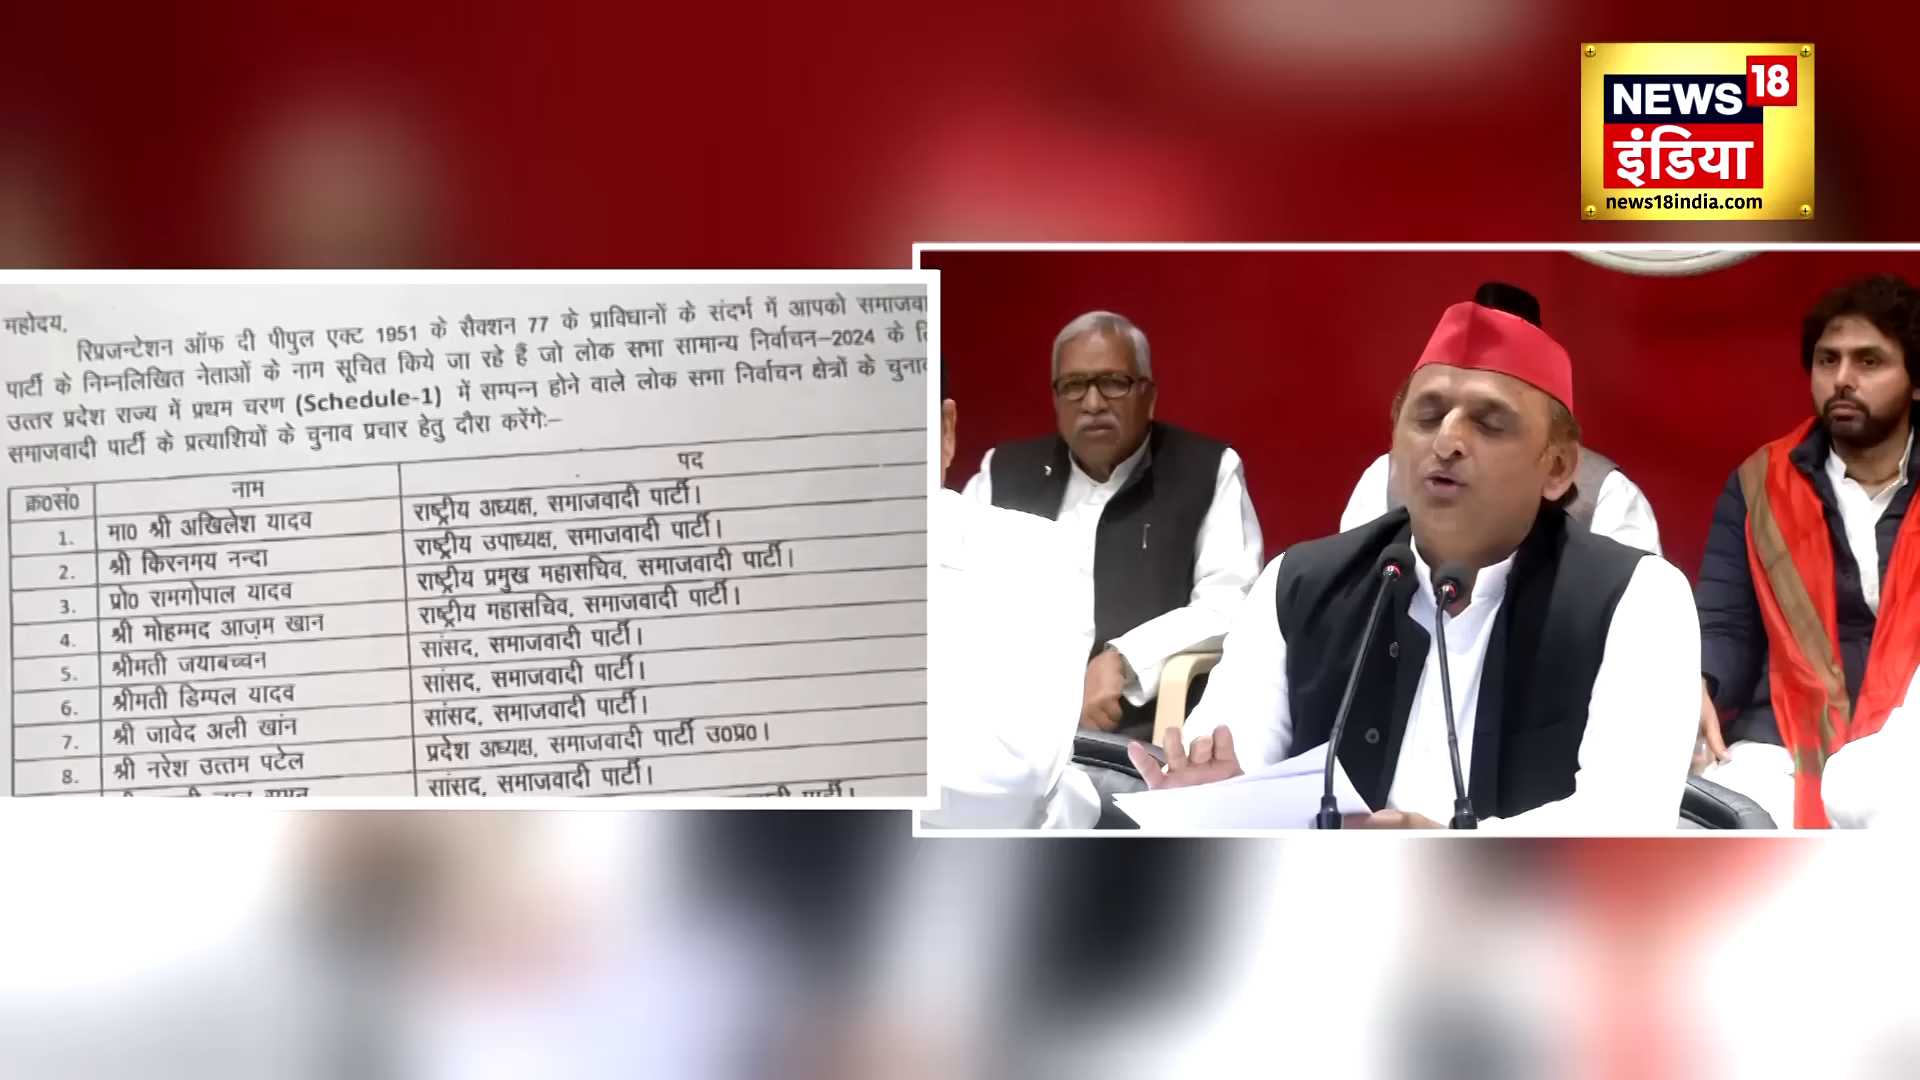 NEWS 18
इंडिया
news18india.com
महोदय,
रिप्रजन्टेशन ऑफ दी पीपुल एक्ट 1951 के सैक्शन 77 के प्राविधानों के संदर्भ में आपको
पार्टी के निम्नलिखित नेताओं के नाम सूचित किये जा रहे हैं जो लोक सभा सामान्य निर्वाचन–2024 के
उत्तर प्रदेश राज्य में प्रथम चरण (Schedule-1) में सम्पन्न होने वाले लोक सभा निर्वाचन क्षेत्रों के
समाजवादी पार्टी के प्रत्याशियों के चुनाव प्रचार हेतु दौरा करेंगेः–
क्र0सं0 नाम पद
1. मा0 श्री अखिलेश यादव राष्ट्रीय अध्यक्ष, समाजवादी पार्टी।
2. श्री किरनमय नन्दा राष्ट्रीय उपाध्यक्ष, समाजवादी पार्टी।
3. प्रो0 रामगोपाल यादव राष्ट्रीय प्रमुख महासचिव, समाजवादी पार्टी।
4. श्री मोहम्मद आज़म खान राष्ट्रीय महासचिव, समाजवादी पार्टी।
5. श्रीमती जयाबच्चन सांसद, समाजवादी पार्टी।
6. श्रीमती डिम्पल यादव सांसद, समाजवादी पार्टी।
7. श्री जावेद अली खांन सांसद, समाजवादी पार्टी।
8. श्री नरेश उत्तम पटेल प्रदेश अध्यक्ष, समाजवादी पार्टी उ0प्र0।
सांसद, समाजवादी पार्टी।